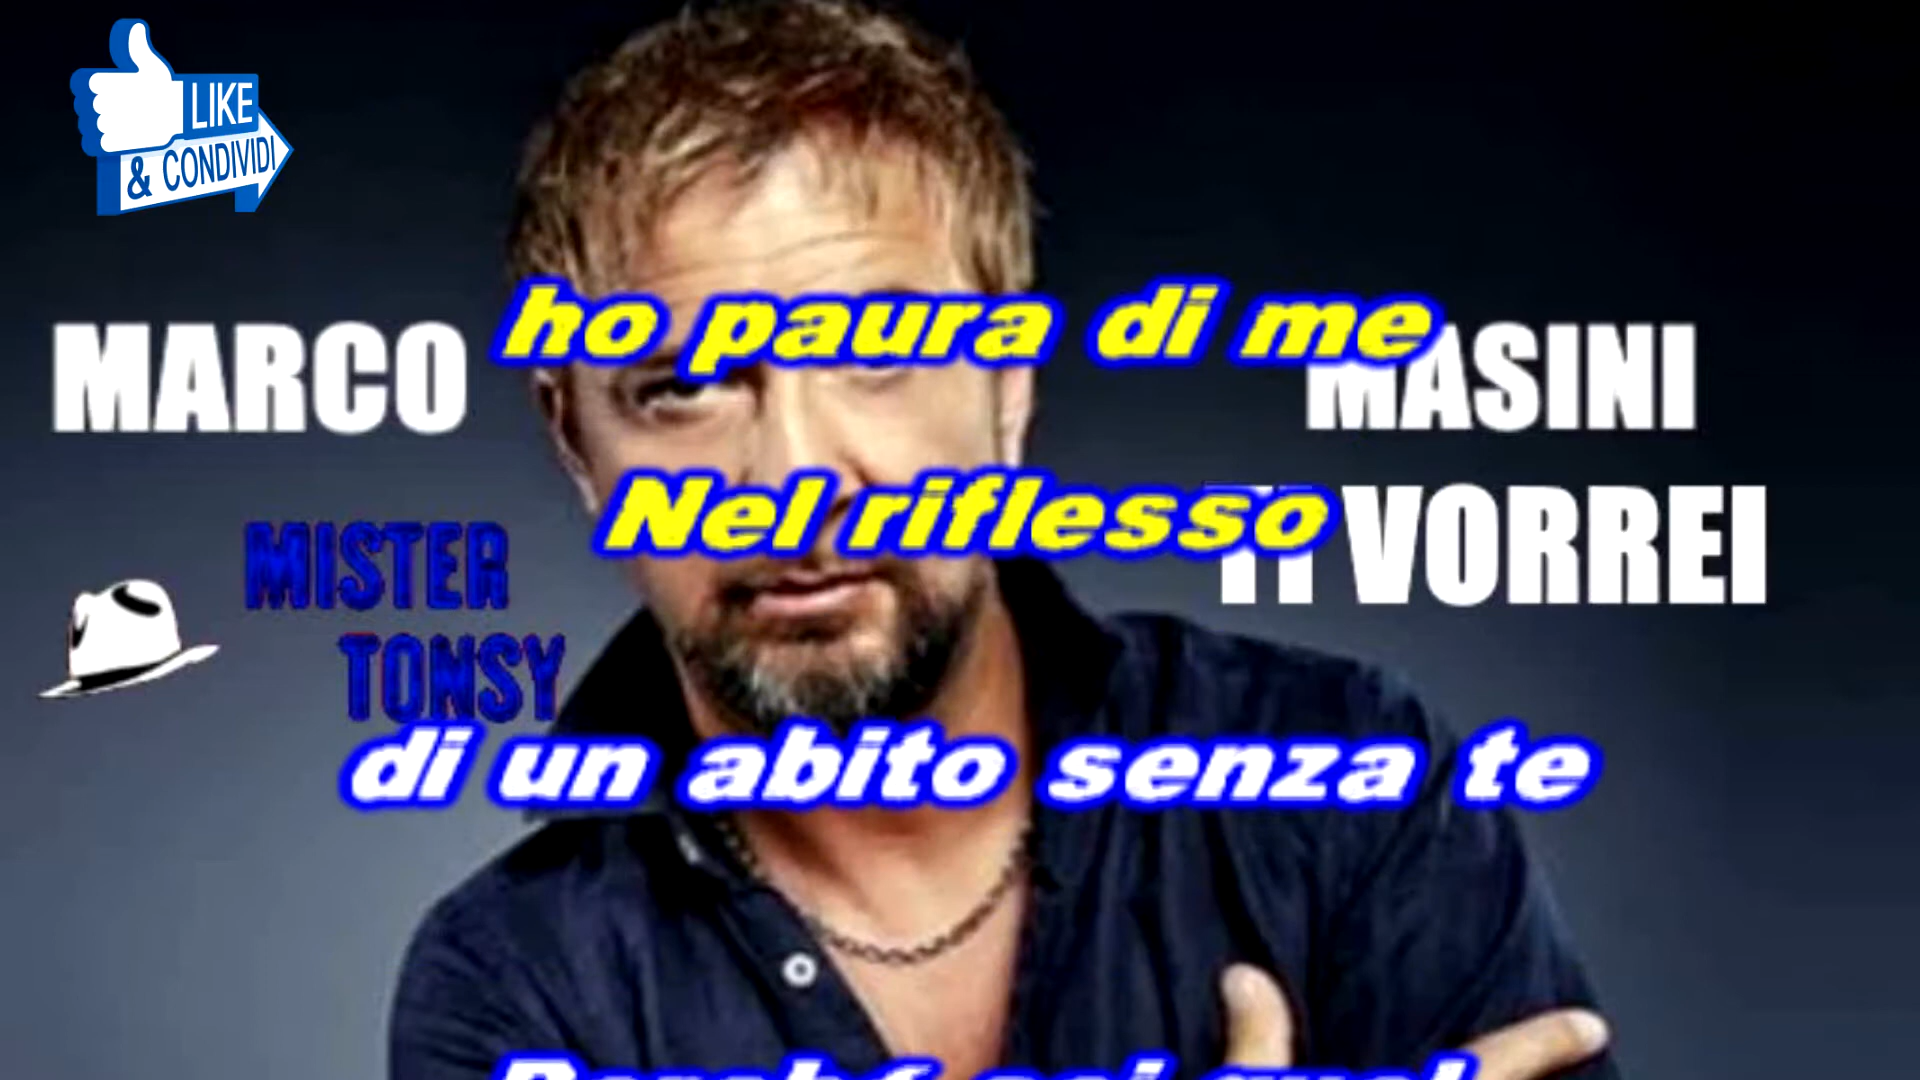 LIKE
& CONDIVIDI
ho paura di me
MARCO
MASINI
Nel riflesso
TI VORREI
MISTER
TONSY
di un abito senza te